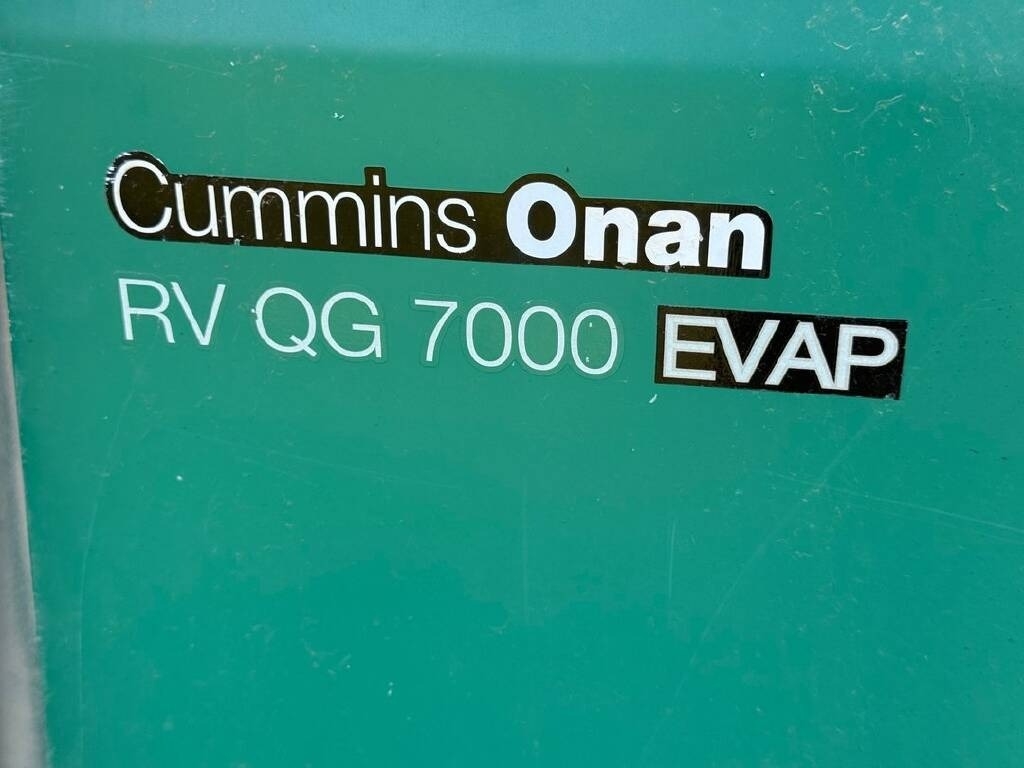 Cummins Onan
RV QG 7000 EVAP